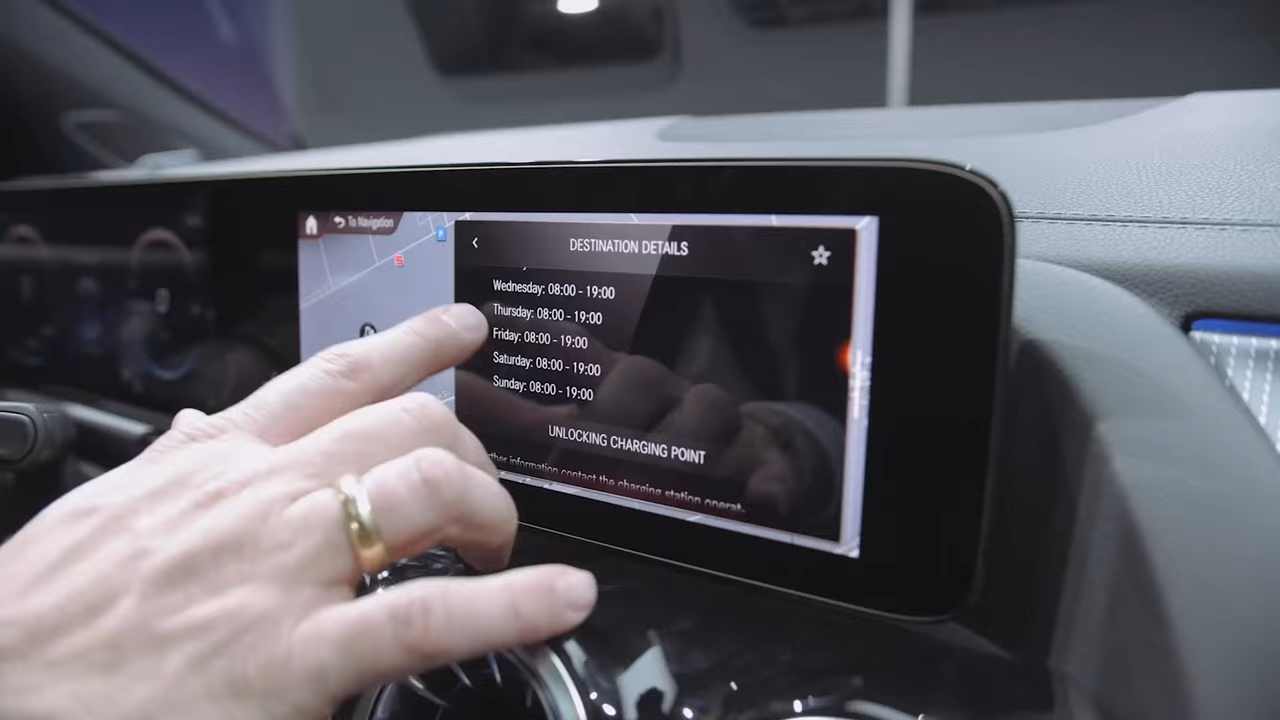 To Navigation
P
S
DESTINATION DETAILS
Wednesday: 08:00 - 19:00
Thursday: 08:00 - 19:00
Friday: 08:00 - 19:00
Saturday: 08:00 - 19:00
Sunday: 08:00 - 19:00
UNLOCKING CHARGING POINT
information contact the charging station operat-